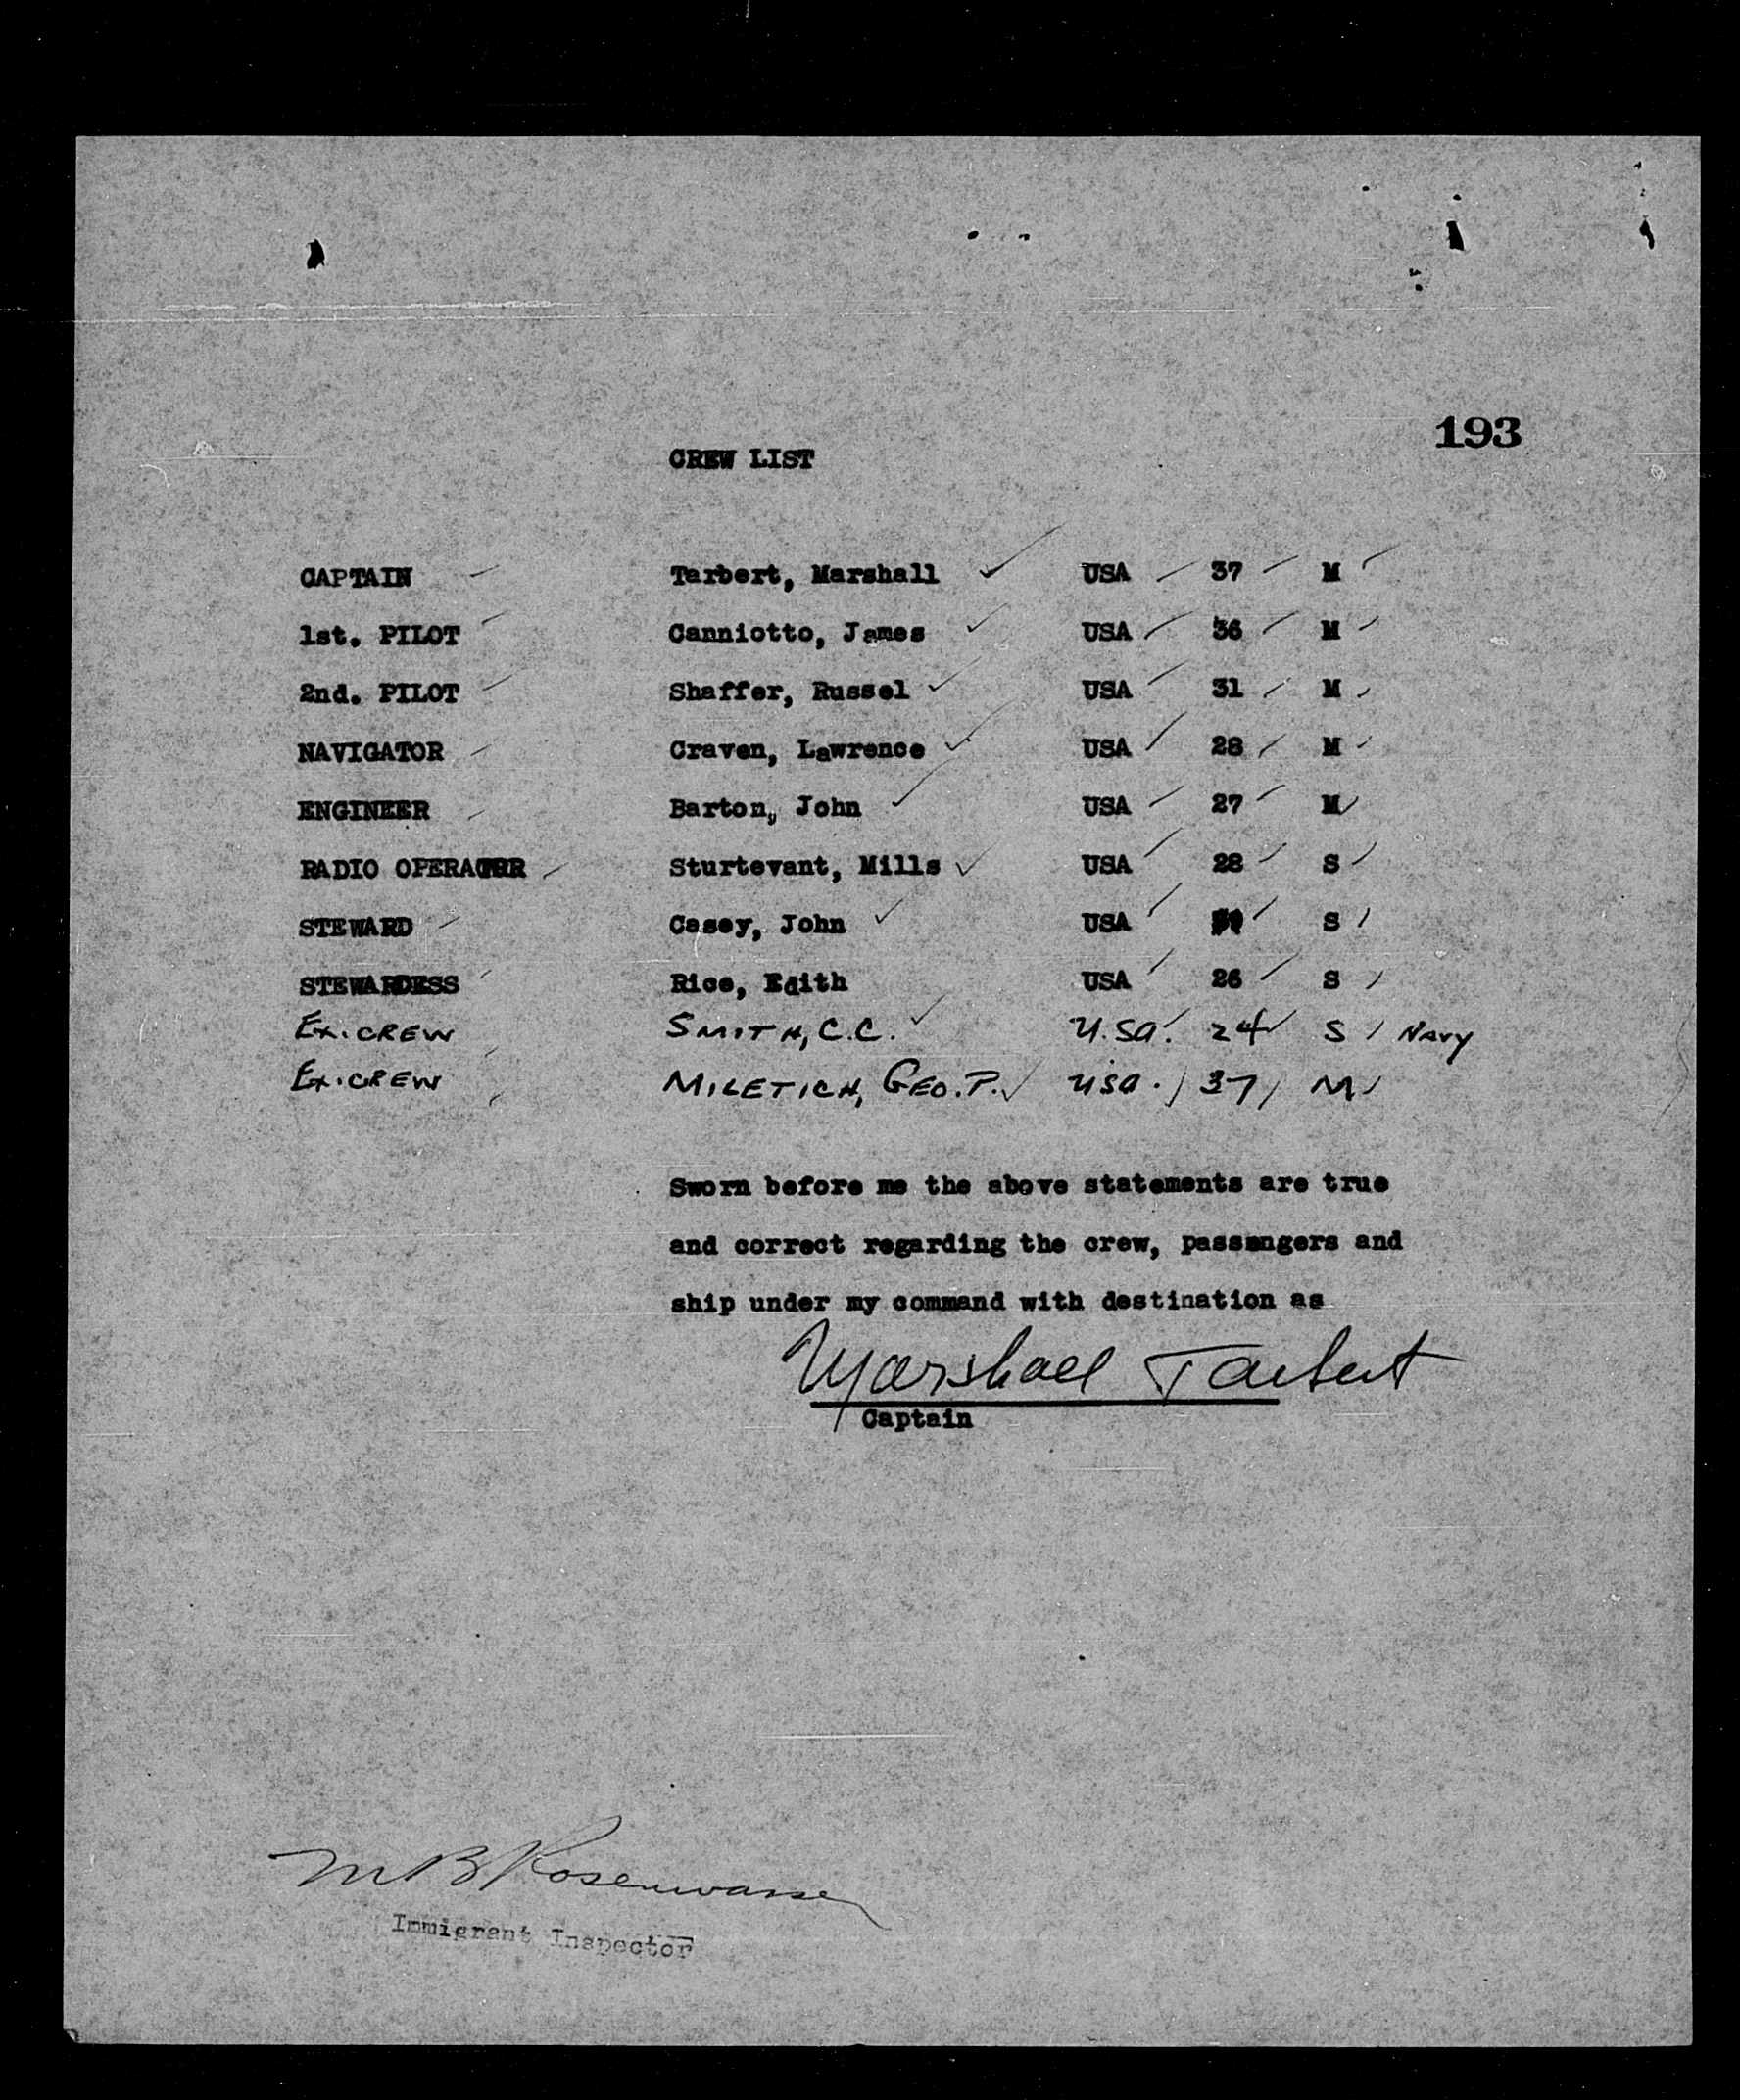 193
CREW LIST
CAPTAIN Tarbert, Marshall USA 37 M
1st. PILOT Canniotto, James USA 36 M
2nd. PILOT Shaffer, Russel USA 31 M
NAVIGATOR Craven, Lawrence USA 28 M
ENGINEER Barton, John USA 27 M
RADIO OPERATOR Sturtevant, Mills USA 28 S
STEWARD Casey, John USA S
STEWARDESS Rice, Edith USA 26 S
Ex. CREW SMITH, C.C. U.SA. 24 S Navy
Ex. CREW MILETICH, GEO. P. USA. 37 M
Sworn before me the above statements are true
and correct regarding the crew, passengers and
ship under my command with destination as
Marshall Tarbert
Captain
M B Rosenwasser
Immigrant Inspector